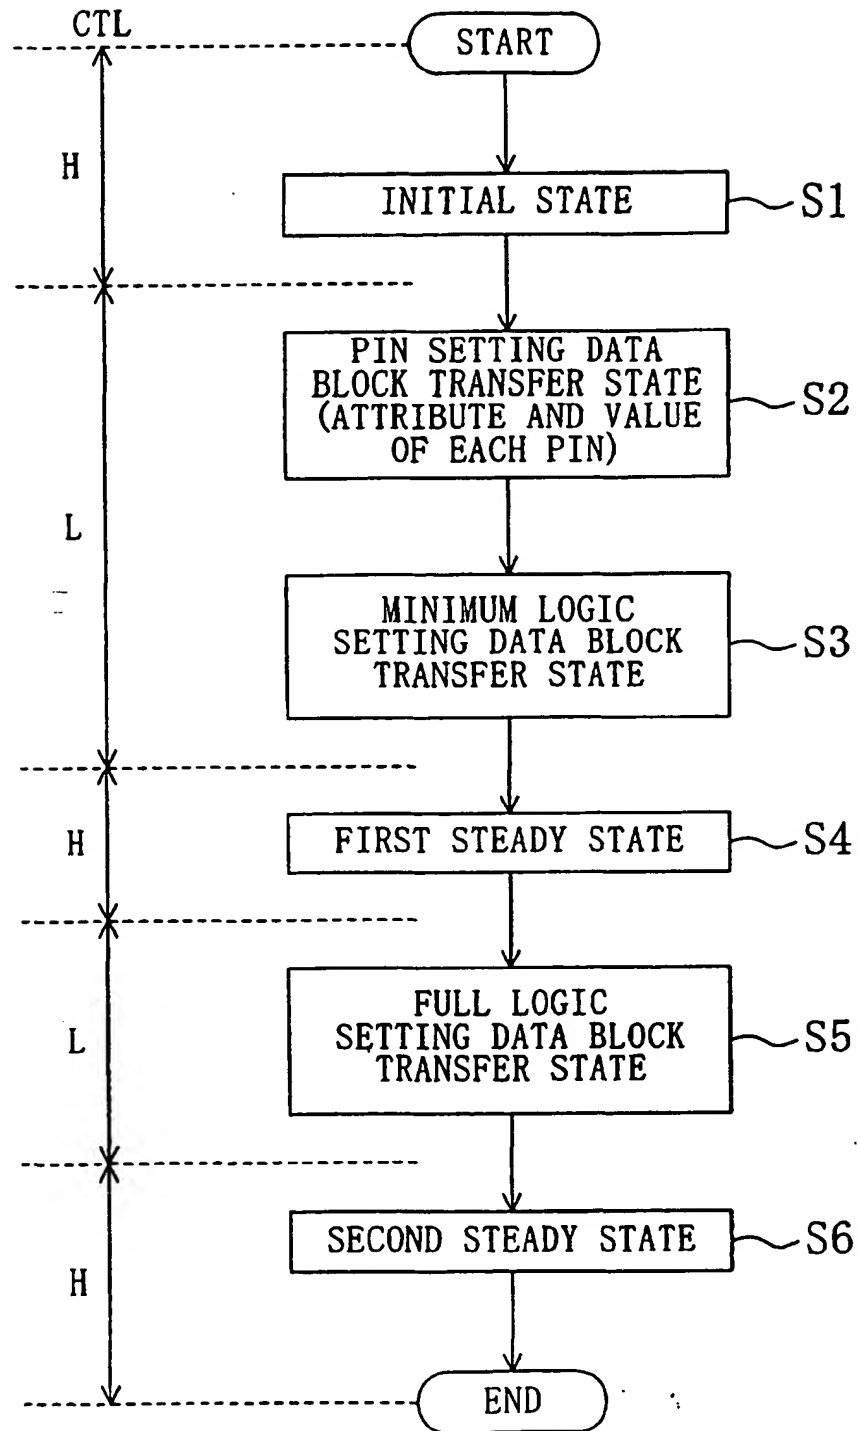 CTL
START
H
INITIAL STATE
S1
PIN SETTING DATA
BLOCK TRANSFER STATE
(ATTRIBUTE AND VALUE
OF EACH PIN)
S2
L
MINIMUM LOGIC
SETTING DATA BLOCK
TRANSFER STATE
S3
H
FIRST STEADY STATE
S4
FULL LOGIC
SETTING DATA BLOCK
TRANSFER STATE
L
S5
SECOND STEADY STATE
S6
H
END